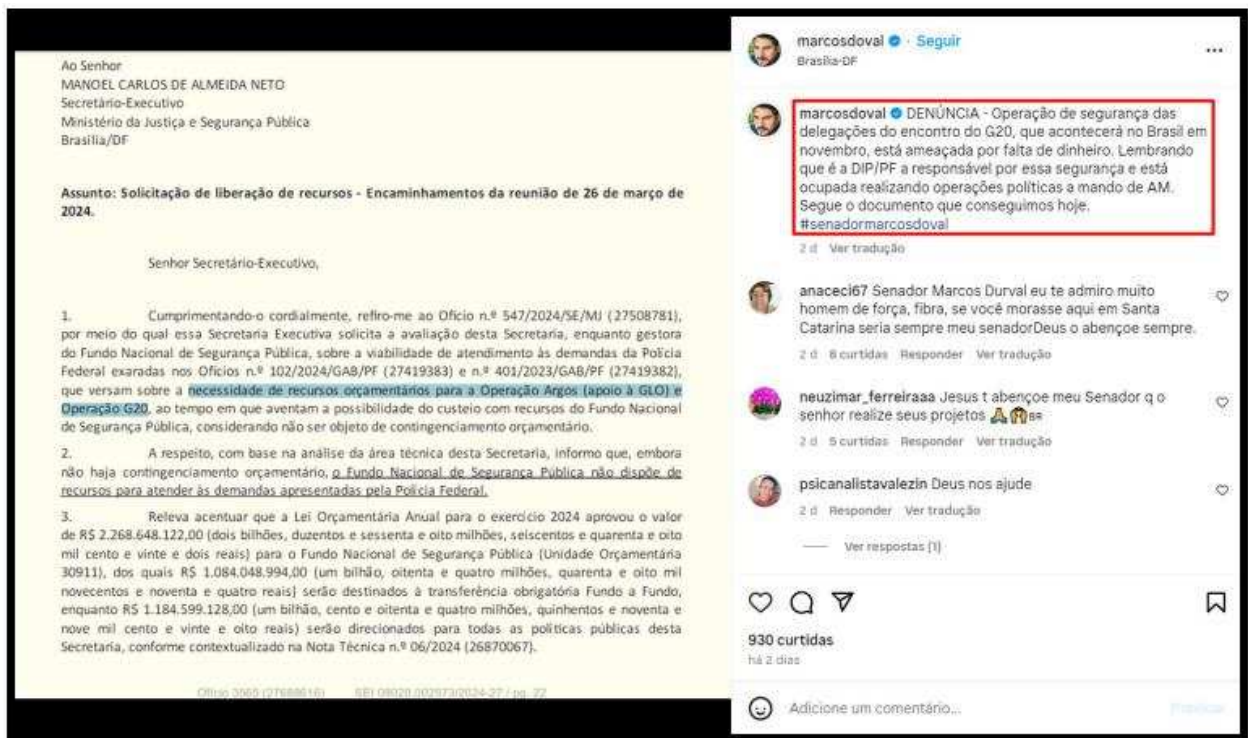 Ao Senhor
MANOEL CARLOS DE ALMEIDA NETO
Secretário-Executivo
Ministério da Justiça e Segurança Pública
Brasília/DF
Assunto: Solicitação de liberação de recursos - Encaminhamentos da reunião de 26 de março de
2024.
Senhor Secretário-Executivo,
1. Cumprimentando-o cordialmente, refiro-me ao Ofício n.º 547/2024/SE/MJ (27508781),
por meio do qual essa Secretaria Executiva solicita a avaliação desta Secretaria, enquanto gestora
do Fundo Nacional de Segurança Pública, sobre a viabilidade de atendimento às demandas da Polícia
Federal exaradas nos Ofícios n.º 102/2024/GAB/PF (27419383) e n.º 401/2023/GAB/PF (27419382),
que versam sobre a necessidade de recursos orçamentários para a Operação Argos (apoio à GLO) e
Operação G20, ao tempo em que aventam a possibilidade do custeio com recursos do Fundo Nacional
de Segurança Pública, considerando não ser objeto de contingenciamento orçamentário.
2. A respeito, com base na análise da área técnica desta Secretaria, informo que, embora
não haja contingenciamento orçamentário, o Fundo Nacional de Segurança Pública não dispõe de
recursos para atender às demandas apresentadas pela Polícia Federal.
3. Releva acentuar que a Lei Orçamentária Anual para o exercício 2024 aprovou o valor
de R$ 2.268.648.122,00 (dois bilhões, duzentos e sessenta e oito milhões, seiscentos e quarenta e oito
mil cento e vinte e dois reais) para o Fundo Nacional de Segurança Pública (Unidade Orçamentária
30911), dos quais R$ 1.084.048.994,00 (um bilhão, oitenta e quatro milhões, quarenta e oito mil
novecentos e noventa e quatro reais) serão destinados à transferência obrigatória Fundo a Fundo,
enquanto R$ 1.184.599.128,00 (um bilhão, cento e oitenta e quatro milhões, quinhentos e noventa e
nove mil cento e vinte e oito reais) serão direcionados para todas as políticas públicas desta
Secretaria, conforme contextualizado na Nota Técnica n.º 06/2024 (26870067).
Ofício 3565 (27688616) SEI 08020.002573/2024-27 / pg. 22
marcosdoval · Seguir
Brasília-DF
marcosdoval DENÚNCIA - Operação de segurança das
delegações do encontro do G20, que acontecerá no Brasil em
novembro, está ameaçada por falta de dinheiro. Lembrando
que é a DIP/PF a responsável por essa segurança e está
ocupada realizando operações políticas a mando de AM.
Segue o documento que conseguimos hoje.
#senadormarcosdoval
2 d Ver tradução
anaceci67 Senador Marcos Durval eu te admiro muito
homem de força, fibra, se você morasse aqui em Santa
Catarina seria sempre meu senadorDeus o abençoe sempre.
2 d 6 curtidas Responder Ver tradução
neuzimar_ferreiraaa Jesus t abençoe meu Senador q o
senhor realize seus projetos 🙏🙌BR
2 d 5 curtidas Responder Ver tradução
psicanalistavalezin Deus nos ajude
2 d Responder Ver tradução
Ver respostas (1)
930 curtidas
há 2 dias
Adicione um comentário...
Publicar